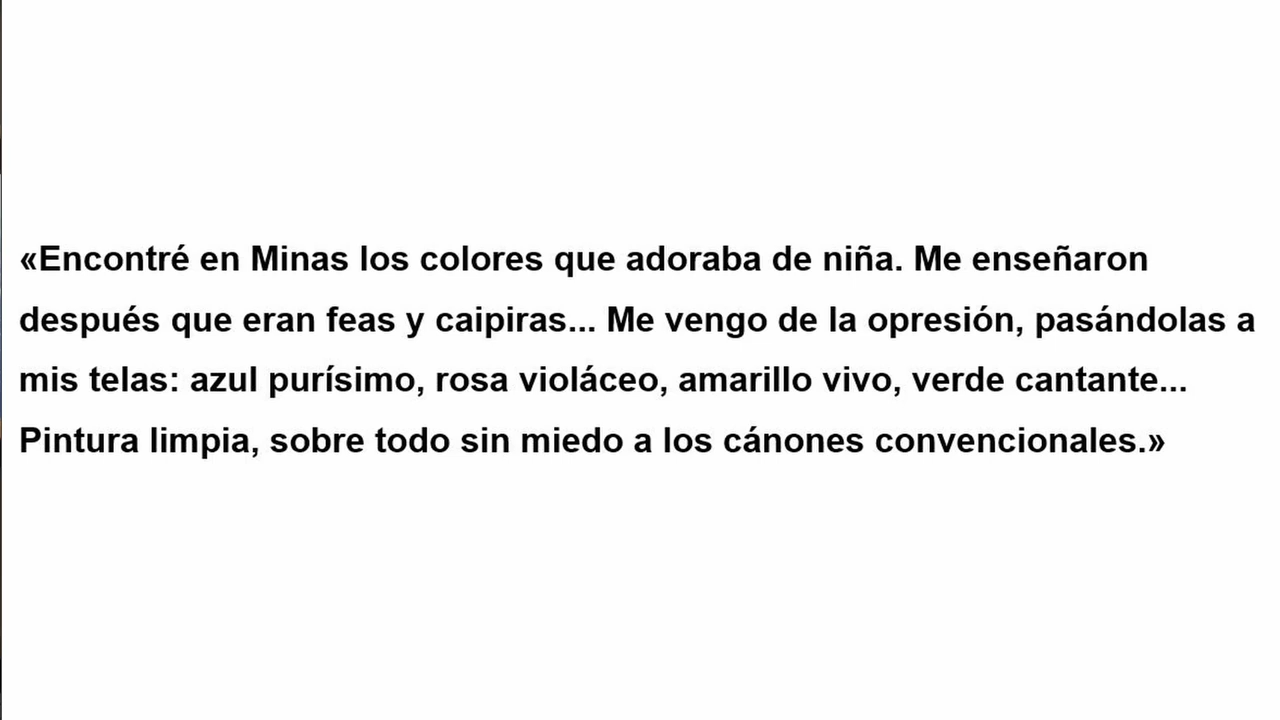 «Encontré en Minas los colores que adoraba de niña. Me enseñaron
después que eran feas y caipiras... Me vengo de la opresión, pasándolas a
mis telas: azul purísimo, rosa violáceo, amarillo vivo, verde cantante...
Pintura limpia, sobre todo sin miedo a los cánones convencionales.»